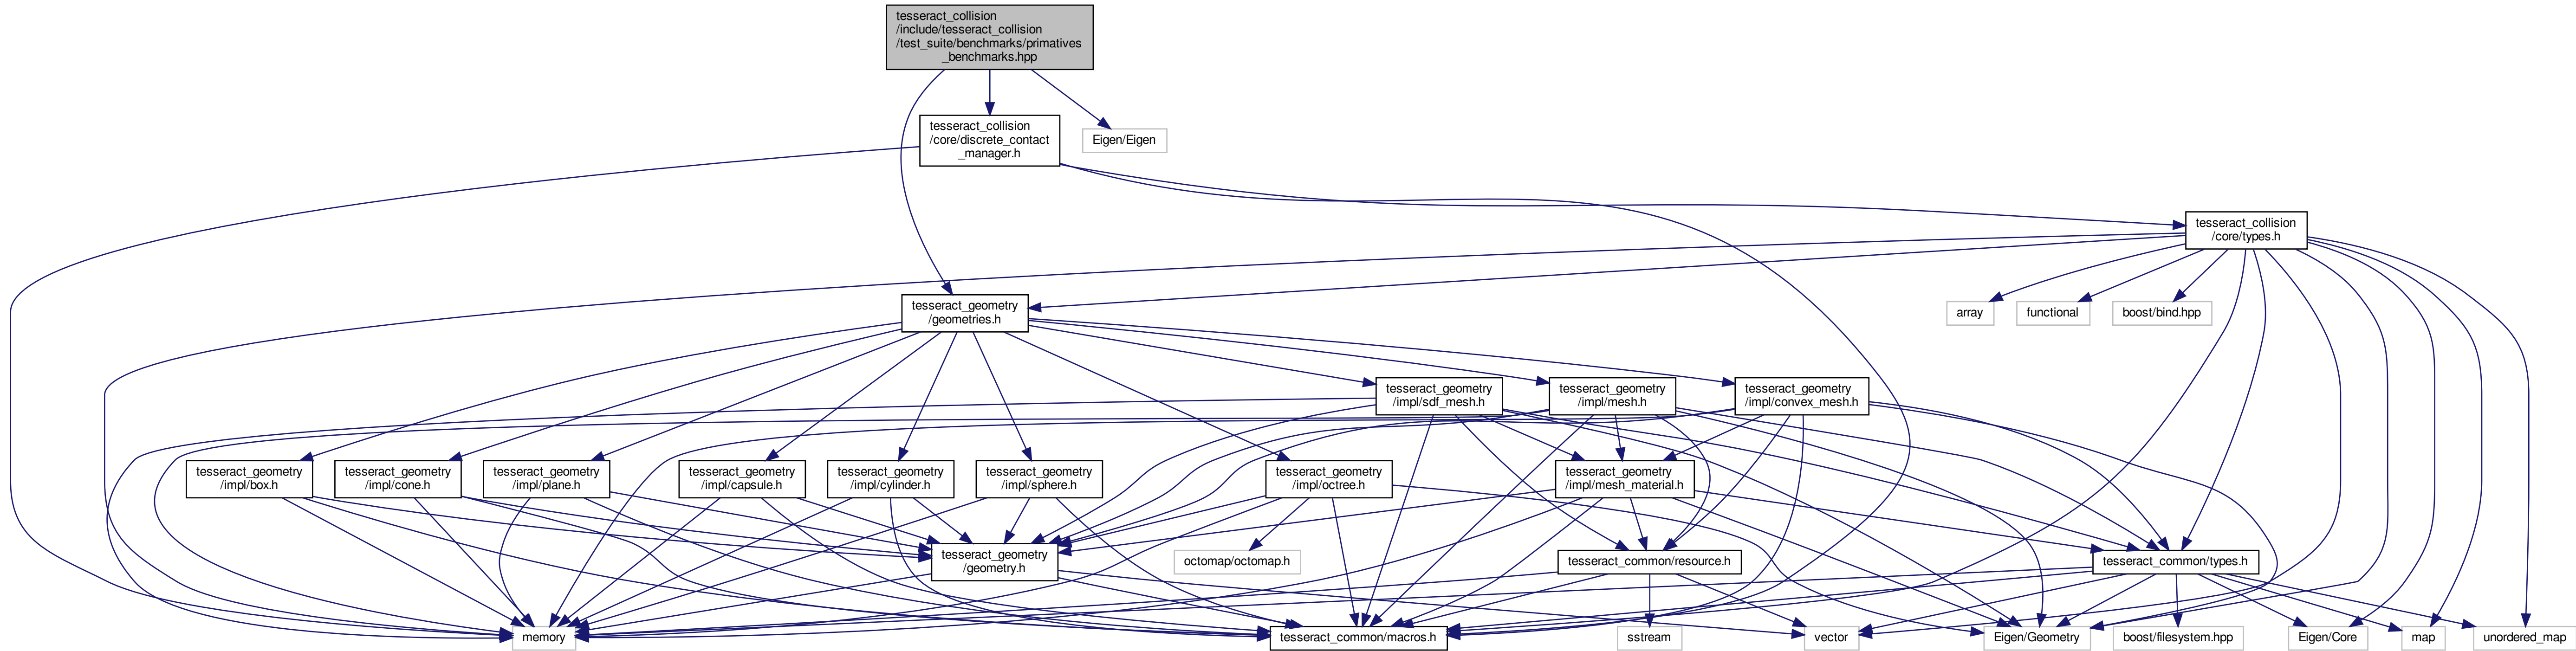 tesseract_collision
/include/tesseract_collision
/test_suite/benchmarks/primatives
_benchmarks.hpp
tesseract_collision
/core/discrete_contact
_manager.h
Eigen/Eigen
tesseract_collision
/core/types.h
tesseract_geometry
/geometries.h
array
functional
boost/bind.hpp
tesseract_geometry
/impl/sdf_mesh.h
tesseract_geometry
/impl/mesh.h
tesseract_geometry
/impl/convex_mesh.h
tesseract_geometry
/impl/box.h
tesseract_geometry
/impl/cone.h
tesseract_geometry
/impl/plane.h
tesseract_geometry
/impl/capsule.h
tesseract_geometry
/impl/cylinder.h
tesseract_geometry
/impl/sphere.h
tesseract_geometry
/impl/octree.h
tesseract_geometry
/impl/mesh_material.h
tesseract_geometry
/geometry.h
octomap/octomap.h
tesseract_common/resource.h
tesseract_common/types.h
memory
tesseract_common/macros.h
sstream
vector
Eigen/Geometry
boost/filesystem.hpp
Eigen/Core
map
unordered_map